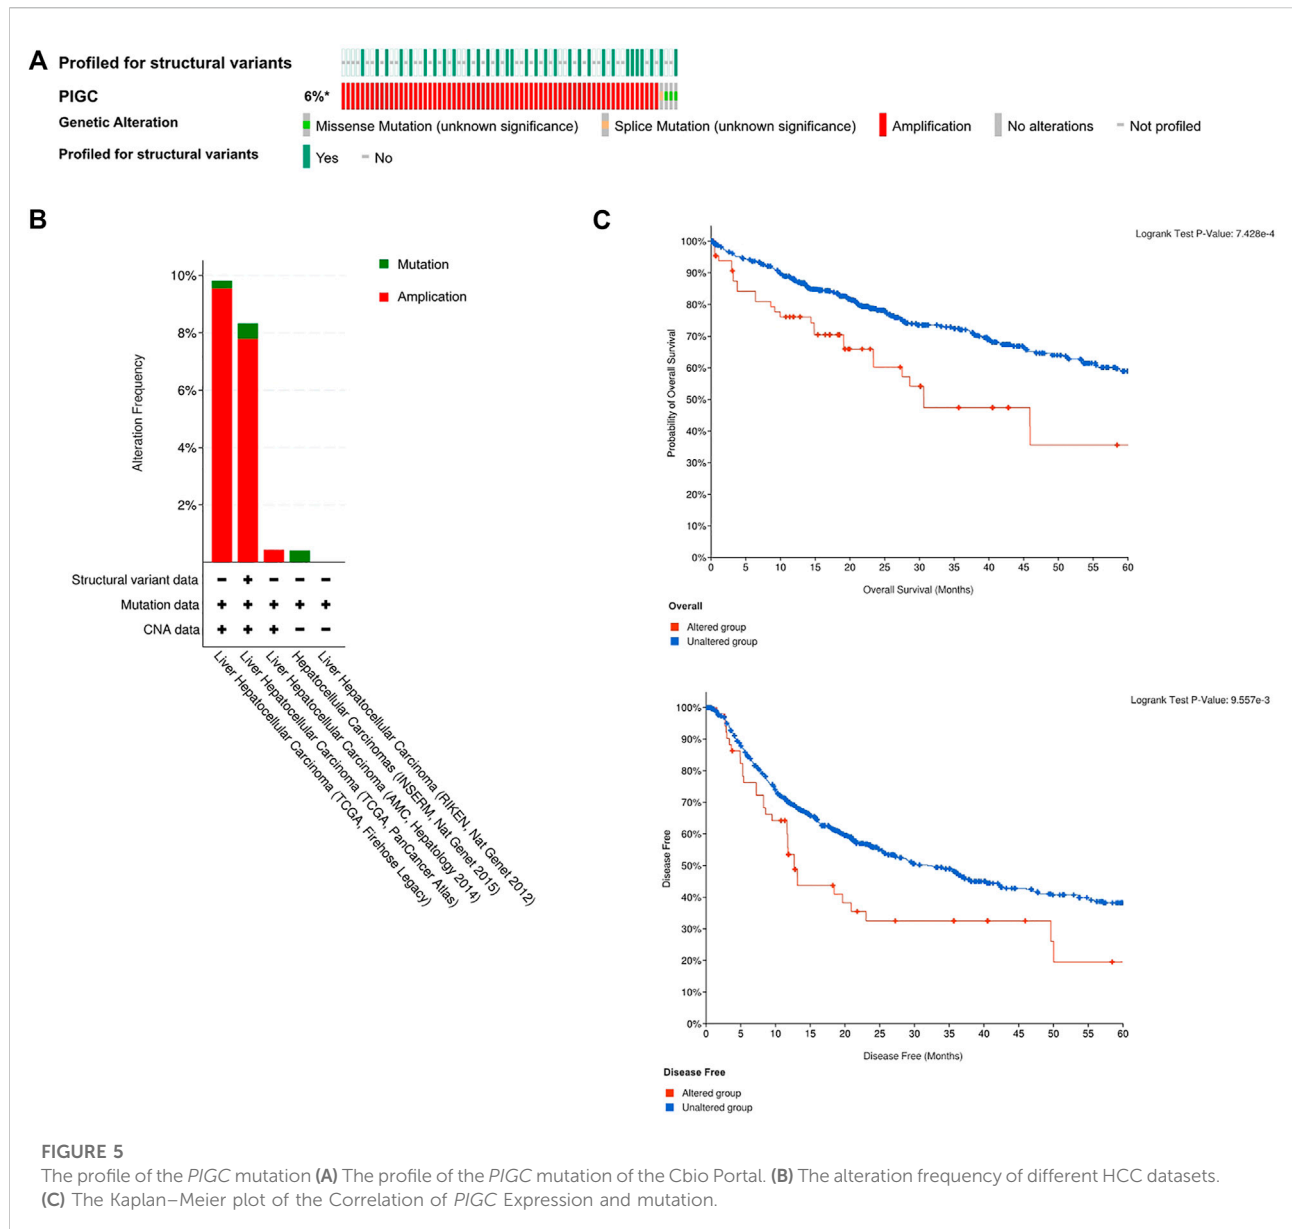 A
Profiled for structural variants
PIGC 6%*
Genetic Alteration Missense Mutation (unknown significance) Splice Mutation (unknown significance) Amplification No alterations Not profiled
Profiled for structural variants Yes No
B
10%
8%
6%
4%
2%
Alteration Frequency
Mutation
Amplication
Structural variant data - + - - -
Mutation data + + + + +
CNA data + + + - -
Liver Hepatocellular Carcinoma (TCGA, Firehose Legacy)
Liver Hepatocellular Carcinoma (TCGA, PanCancer Atlas)
Liver Hepatocellular Carcinoma (AMC, Hepatology 2014)
Hepatocellular Carcinomas (INSERM, Nat Genet 2015)
Liver Hepatocellular Carcinoma (RIKEN, Nat Genet 2012)
C
Logrank Test P-Value: 7.428e-4
100%
90%
80%
70%
60%
50%
40%
30%
20%
10%
0%
Probability of Overall Survival
0 5 10 15 20 25 30 35 40 45 50 55 60
Overall Survival (Months)
Overall
Altered group
Unaltered group
Logrank Test P-Value: 9.557e-3
100%
90%
80%
70%
60%
50%
40%
30%
20%
10%
0%
Disease Free
0 5 10 15 20 25 30 35 40 45 50 55 60
Disease Free (Months)
Disease Free
Altered group
Unaltered group
FIGURE 5
The profile of the PIGC mutation (A) The profile of the PIGC mutation of the Cbio Portal. (B) The alteration frequency of different HCC datasets.
(C) The Kaplan–Meier plot of the Correlation of PIGC Expression and mutation.